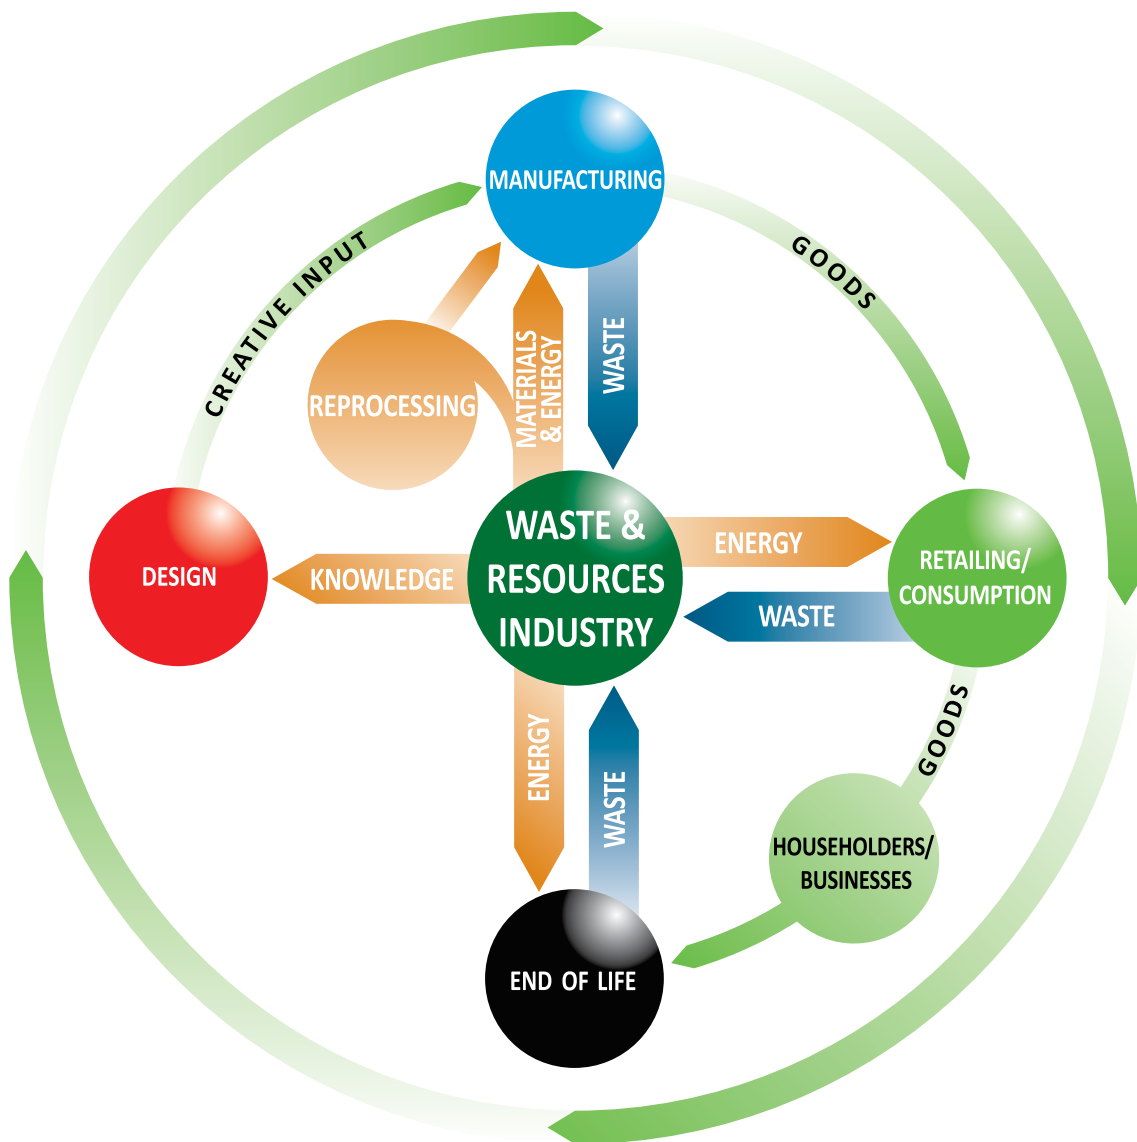 MANUFACTURING
CREATIVE INPUT
GOODS
REPROCESSING
MATERIALS
& ENERGY
WASTE
DESIGN
KNOWLEDGE
WASTE &
RESOURCES
INDUSTRY
ENERGY
WASTE
RETAILING/
CONSUMPTION
ENERGY
WASTE
GOODS
HOUSEHOLDERS/
BUSINESSES
END OF LIFE